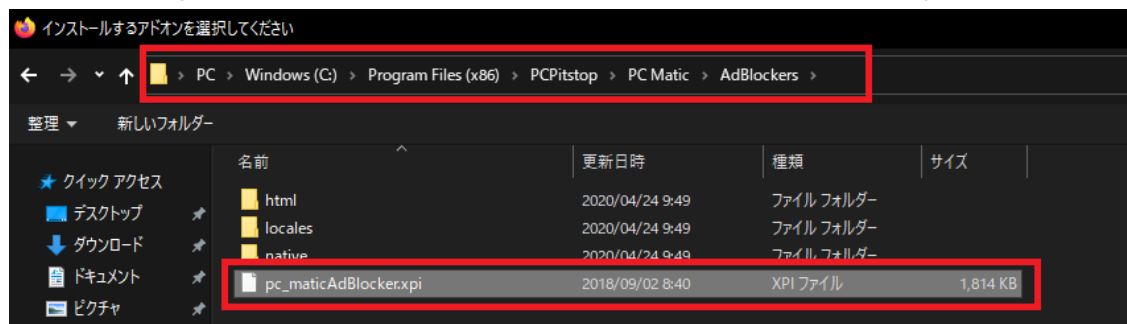 インストールするアドオンを選択してください
PC > Windows (C:) > Program Files (x86) > PCPitstop > PC Matic > AdBlockers >
整理 新しいフォルダー
名前 更新日時 種類 サイズ
クイック アクセス
html 2020/04/24 9:49 ファイル フォルダー
デスクトップ
locales 2020/04/24 9:49 ファイル フォルダー
ダウンロード
native 2020/04/24 9:49 ファイル フォルダー
ドキュメント
pc_maticAdBlocker.xpi 2018/09/02 8:40 XPI ファイル 1,814 KB
ピクチャ